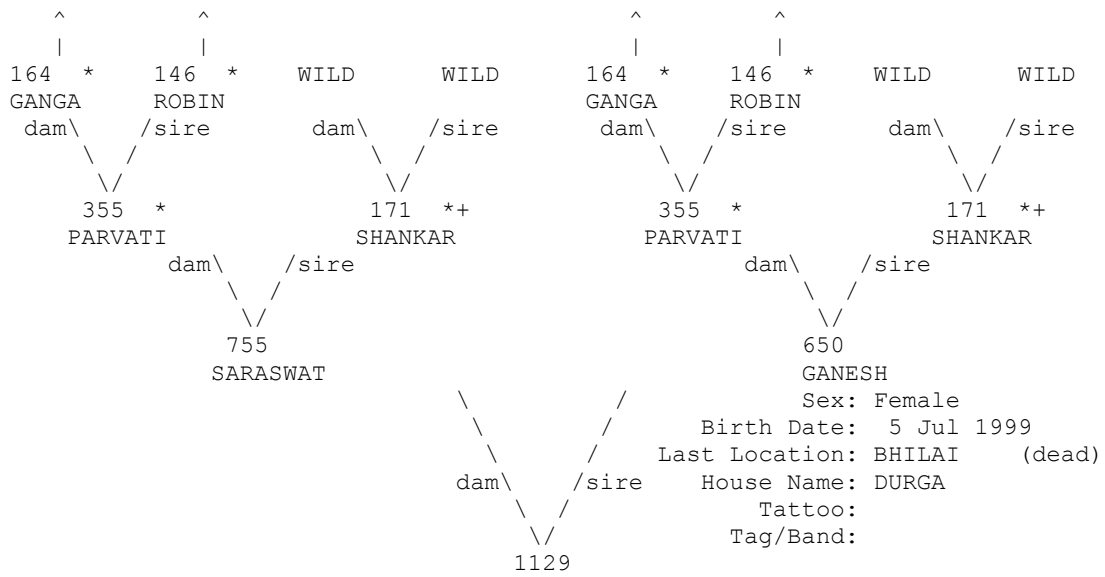 ^ ^ ^ ^
| | | |
164 * 146 * WILD WILD 164 * 146 * WILD WILD
GANGA ROBIN GANGA ROBIN
dam\ /sire dam\ /sire dam\ /sire dam\ /sire
\ / \ / \ / \ /
\/ \/ \/ \/
355 * 171 *+ 355 * 171 *+
PARVATI SHANKAR PARVATI SHANKAR
dam\ /sire dam\ /sire
\ / \ /
\/ \/
755 650
SARASWAT GANESH
\ / Sex: Female
\ / Birth Date: 5 Jul 1999
\ / Last Location: BHILAI (dead)
dam\ /sire House Name: DURGA
\ / Tattoo:
\/ Tag/Band:
1129